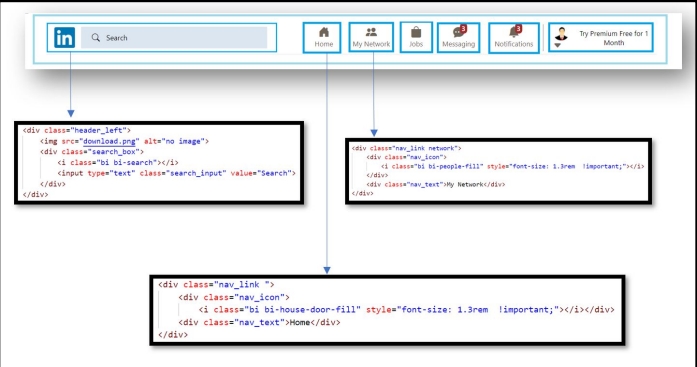 in Search Home My Network Jobs 3 Messaging 3 Notifications Try Premium Free for 1
Month
<div class="header_left">
<img src="download.png" alt="no image">
<div class="search_box">
<i class="bi bi-search"></i>
<input type="text" class="search_input" value="Search">
</div>
</div>
<div class="nav_link network">
<div class="nav_icon">
<i class="bi bi-people-fill" style="font-size: 1.3rem  !important;"></i>
</div>
<div class="nav_text">My Network</div>
</div>
<div class="nav_link ">
<div class="nav_icon">
<i class="bi bi-house-door-fill" style="font-size: 1.3rem  !important;"></i></div>
<div class="nav_text">Home</div>
</div>